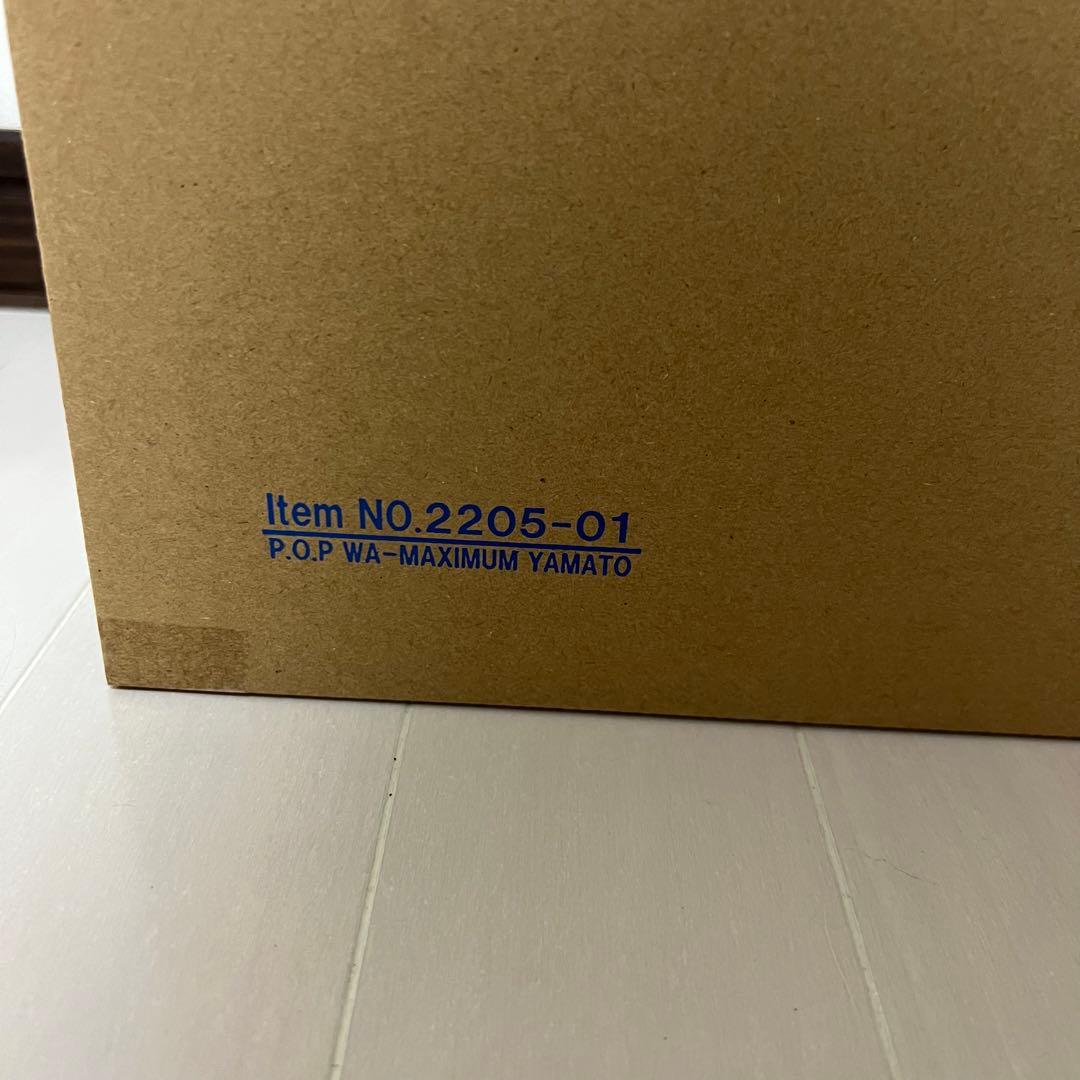 Item NO.2205-01
P.O.P WA-MAXIMUM YAMATO